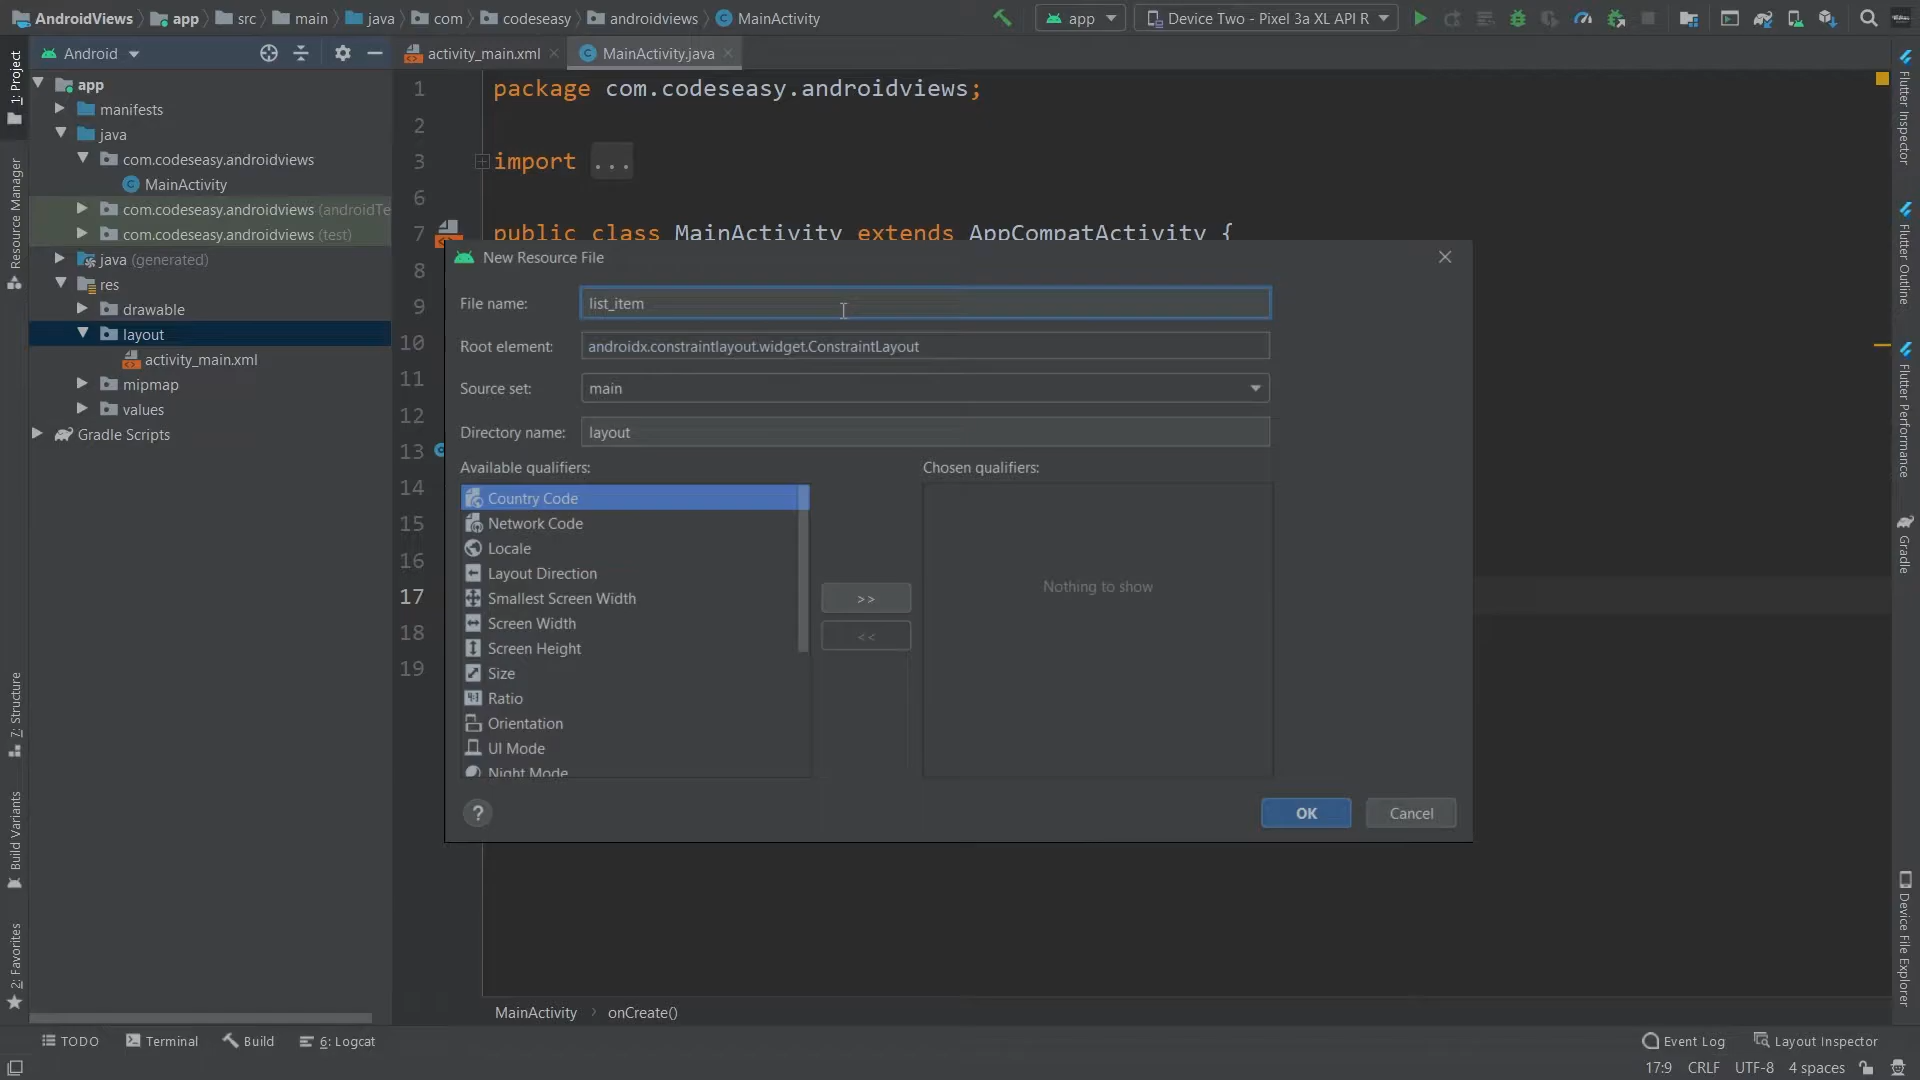 AndroidViews app src main java com codeseasy androidviews MainActivity
app Device Two - Pixel 3a XL API R
Android
activity_main.xml MainActivity.java
1: Project
Resource Manager
7: Structure
Build Variants
2: Favorites
app
manifests
java
com.codeseasy.androidviews
MainActivity
com.codeseasy.androidviews (androidTe
com.codeseasy.androidviews (test)
java (generated)
res
drawable
layout
activity_main.xml
mipmap
values
Gradle Scripts
1 package com.codeseasy.androidviews;
2
3 import ...
6
7 public class MainActivity extends AppCompatActivity {
8
9
10
11
12
13
14
15
16
17
18
19
New Resource File
File name: list_item
Root element: androidx.constraintlayout.widget.ConstraintLayout
Source set: main
Directory name: layout
Available qualifiers:
Chosen qualifiers:
Country Code
Network Code
Locale
Layout Direction
Smallest Screen Width
Screen Width
Screen Height
Size
Ratio
Orientation
UI Mode
Night Mode
>>
<<
Nothing to show
?
OK
Cancel
MainActivity › onCreate()
Flutter Inspector
Flutter Outline
Flutter Performance
Gradle
Device File Explorer
TODO Terminal Build 6: Logcat
Event Log Layout Inspector
17:9 CRLF UTF-8 4 spaces